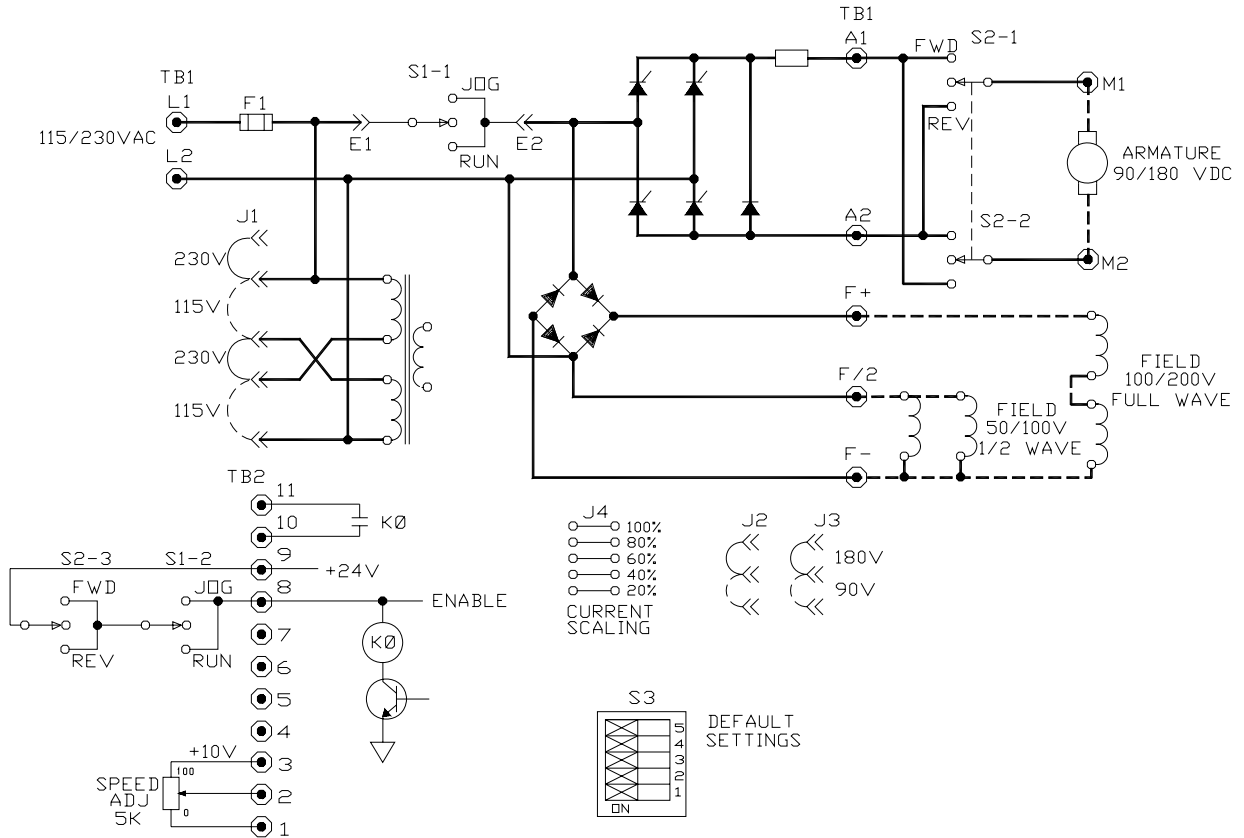 TB1
A1
S2-1
FWD
TB1
S1-1
JOG
L1
F1
M1
115/230VAC
E1
E2
REV
RUN
ARMATURE
90/180 VDC
L2
A2
S2-2
J1
M2
230V
F+
115V
230V
F/2
FIELD
100/200V
FULL WAVE
115V
FIELD
50/100V
1/2 WAVE
F-
TB2
11
10
KØ
9
S2-3
S1-2
+24V
FWD
JOG
8
ENABLE
7
KØ
REV
RUN
6
5
4
+10V
3
100
SPEED
ADJ
5K
2
0
1
J4
100%
80%
60%
40%
20%
CURRENT
SCALING
J2
J3
180V
90V
S3
5
4
3
2
1
ON
DEFAULT
SETTINGS